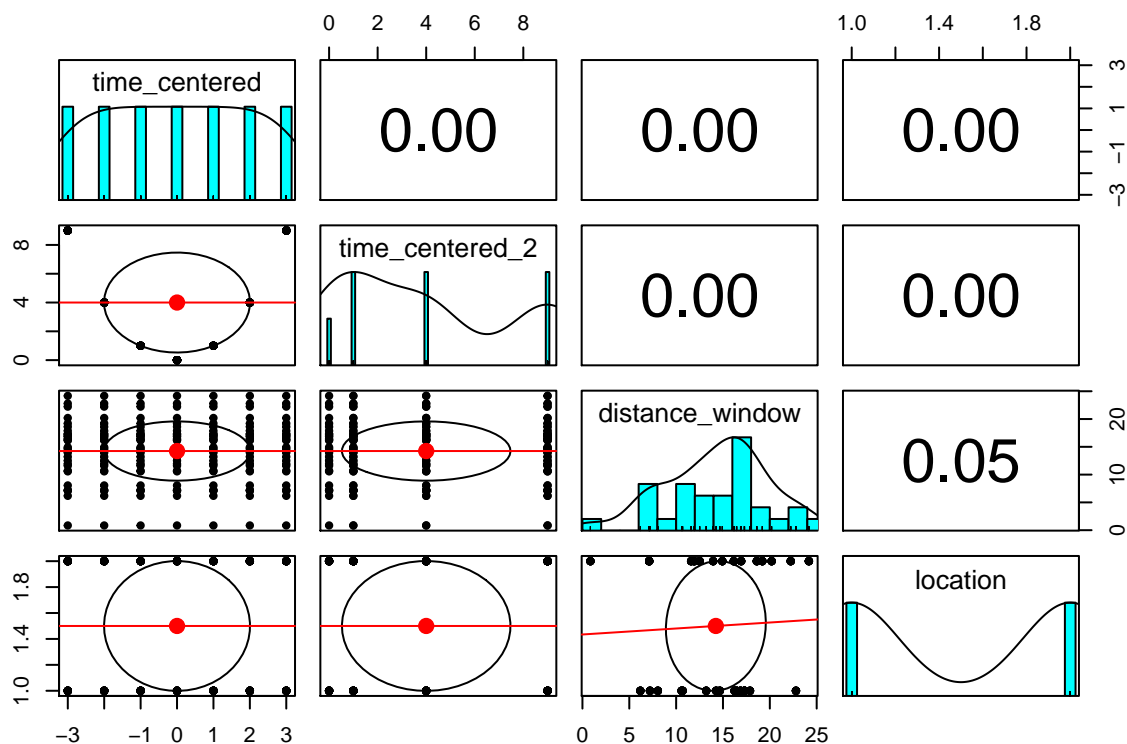 0 2 4 6 8 1.0 1.4 1.8
time_centered
0.00 0.00 0.00
−3 −1 1 3
0 4 8
time_centered_2
0.00 0.00
distance_window
0.05
0 10 20
1.0 1.4 1.8
location
−3 −1 0 1 2 3 0 5 10 15 20 25